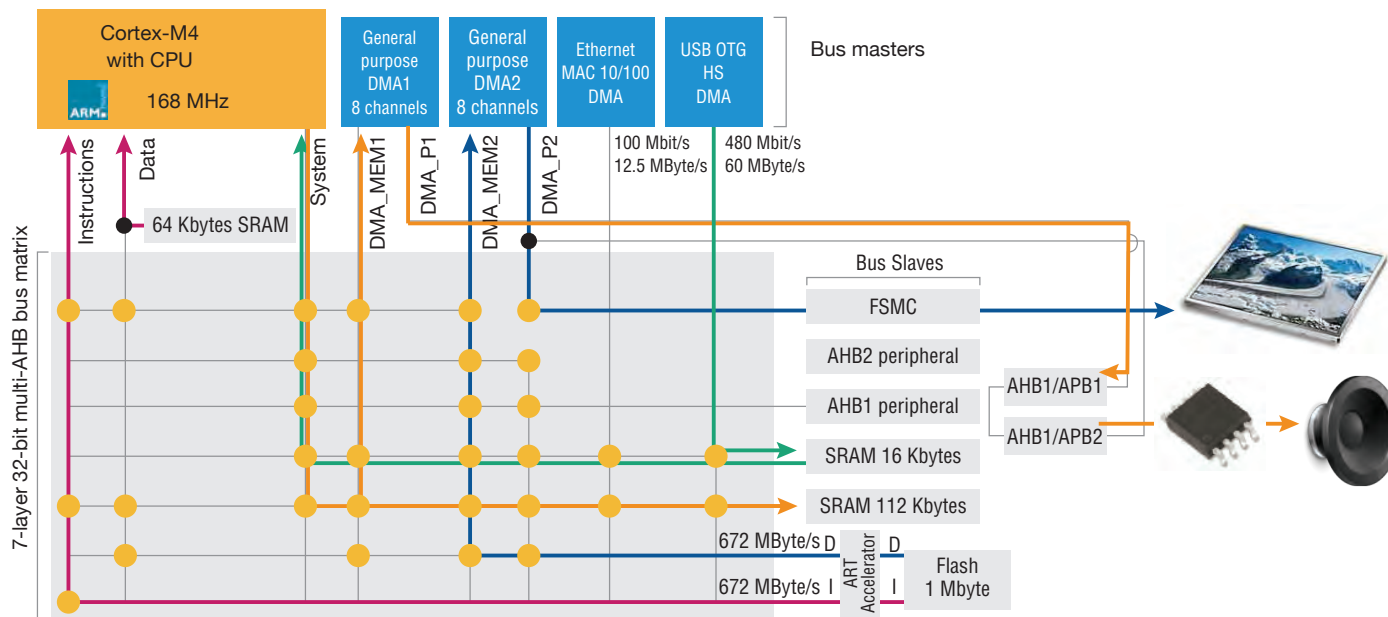 Cortex-M4
with CPU
ARM
168 MHz
General
purpose
DMA1
8 channels
General
purpose
DMA2
8 channels
Ethernet
MAC 10/100
DMA
USB OTG
HS
DMA
Bus masters
100 Mbit/s
12.5 MByte/s
480 Mbit/s
60 MByte/s
Instructions
Data
System
DMA_MEM1
DMA_P1
DMA_MEM2
DMA_P2
64 Kbytes SRAM
7-layer 32-bit multi-AHB bus matrix
Bus Slaves
FSMC
AHB2 peripheral
AHB1 peripheral
SRAM 16 Kbytes
SRAM 112 Kbytes
AHB1/APB1
AHB1/APB2
672 MByte/s D
D
672 MByte/s I
I
ART
Accelerator
Flash
1 Mbyte